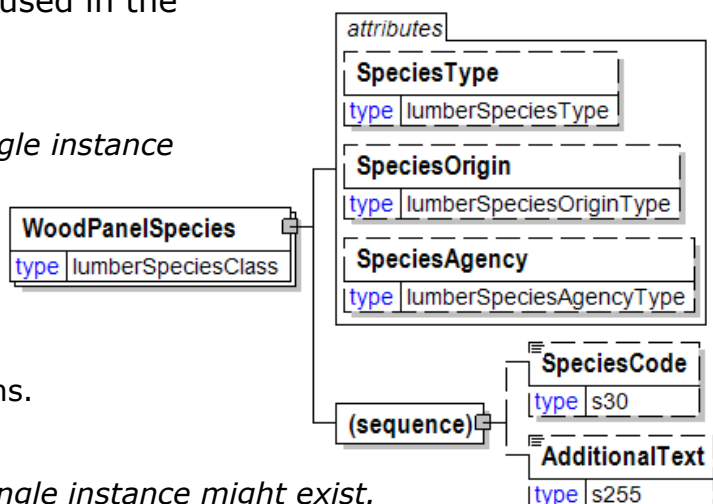 used in the
attributes
SpeciesType
type lumberSpeciesType
gle instance
SpeciesOrigin
type lumberSpeciesOriginType
WoodPanelSpecies
type lumberSpeciesClass
SpeciesAgency
type lumberSpeciesAgencyType
SpeciesCode
type s30
ns.
(sequence)
AdditionalText
type s255
ngle instance might exist.